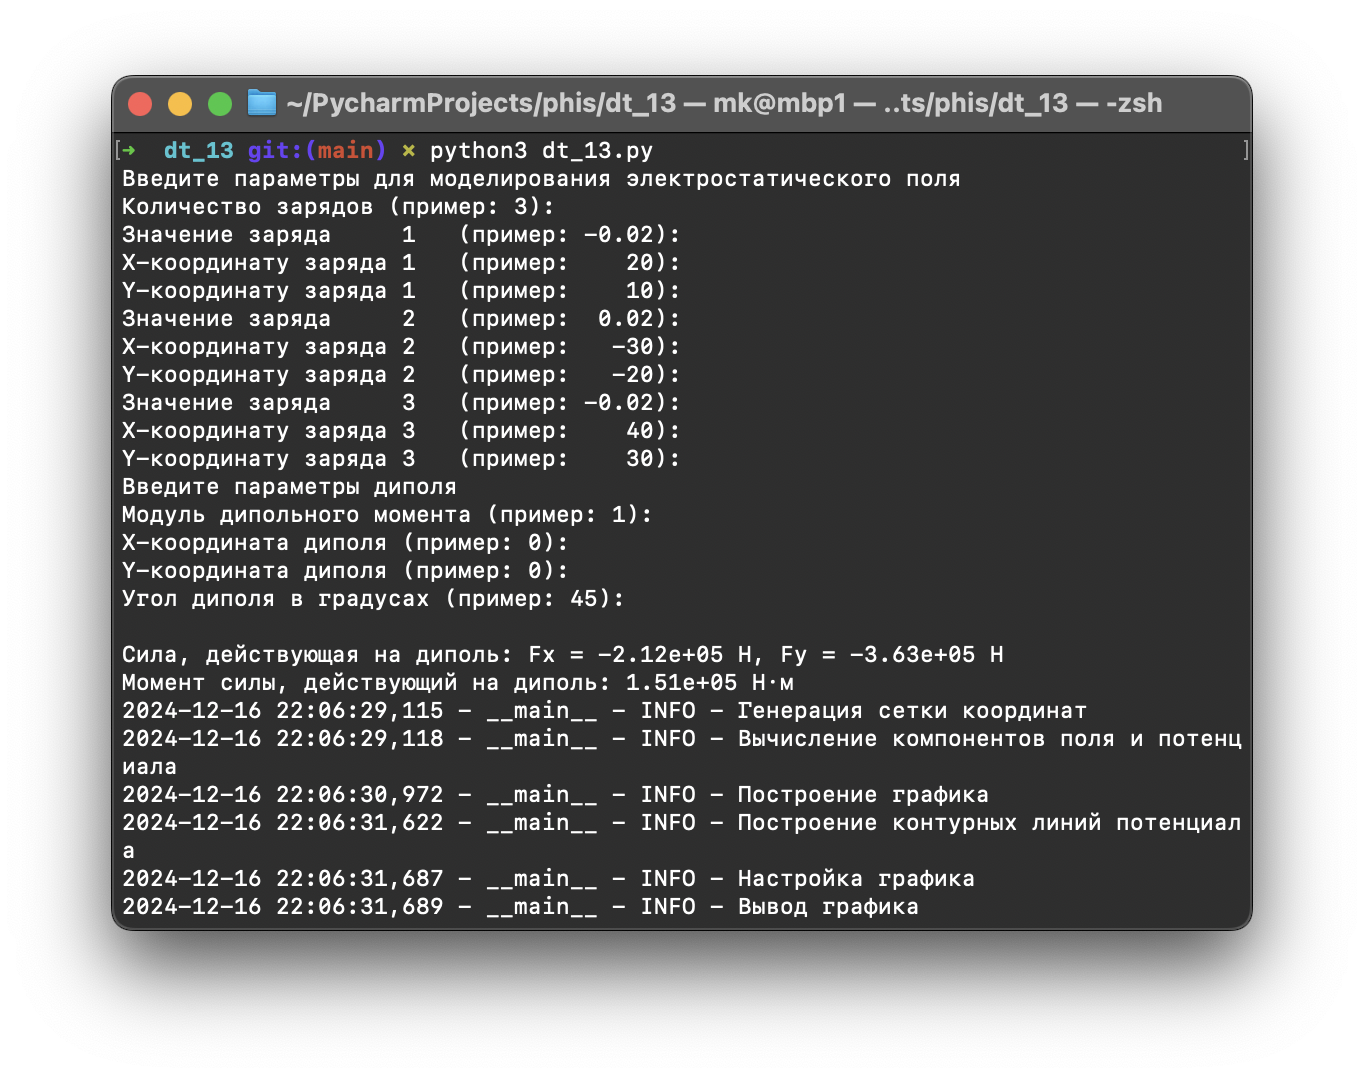 ~/PycharmProjects/phis/dt_13 — mk@mbp1 — ..ts/phis/dt_13 — -zsh
[➜  dt_13 git:(main) ✗ python3 dt_13.py ]
Введите параметры для моделирования электростатического поля
Количество зарядов (пример: 3):
Значение заряда     1   (пример: -0.02):
X-координату заряда 1   (пример:    20):
Y-координату заряда 1   (пример:    10):
Значение заряда     2   (пример:  0.02):
X-координату заряда 2   (пример:   -30):
Y-координату заряда 2   (пример:   -20):
Значение заряда     3   (пример: -0.02):
X-координату заряда 3   (пример:    40):
Y-координату заряда 3   (пример:    30):
Введите параметры диполя
Модуль дипольного момента (пример: 1):
X-координата диполя (пример: 0):
Y-координата диполя (пример: 0):
Угол диполя в градусах (пример: 45):
Сила, действующая на диполь: Fx = -2.12e+05 Н, Fy = -3.63e+05 Н
Момент силы, действующий на диполь: 1.51e+05 Н·м
2024-12-16 22:06:29,115 - __main__ - INFO - Генерация сетки координат
2024-12-16 22:06:29,118 - __main__ - INFO - Вычисление компонентов поля и потенц
иала
2024-12-16 22:06:30,972 - __main__ - INFO - Построение графика
2024-12-16 22:06:31,622 - __main__ - INFO - Построение контурных линий потенциал
а
2024-12-16 22:06:31,687 - __main__ - INFO - Настройка графика
2024-12-16 22:06:31,689 - __main__ - INFO - Вывод графика